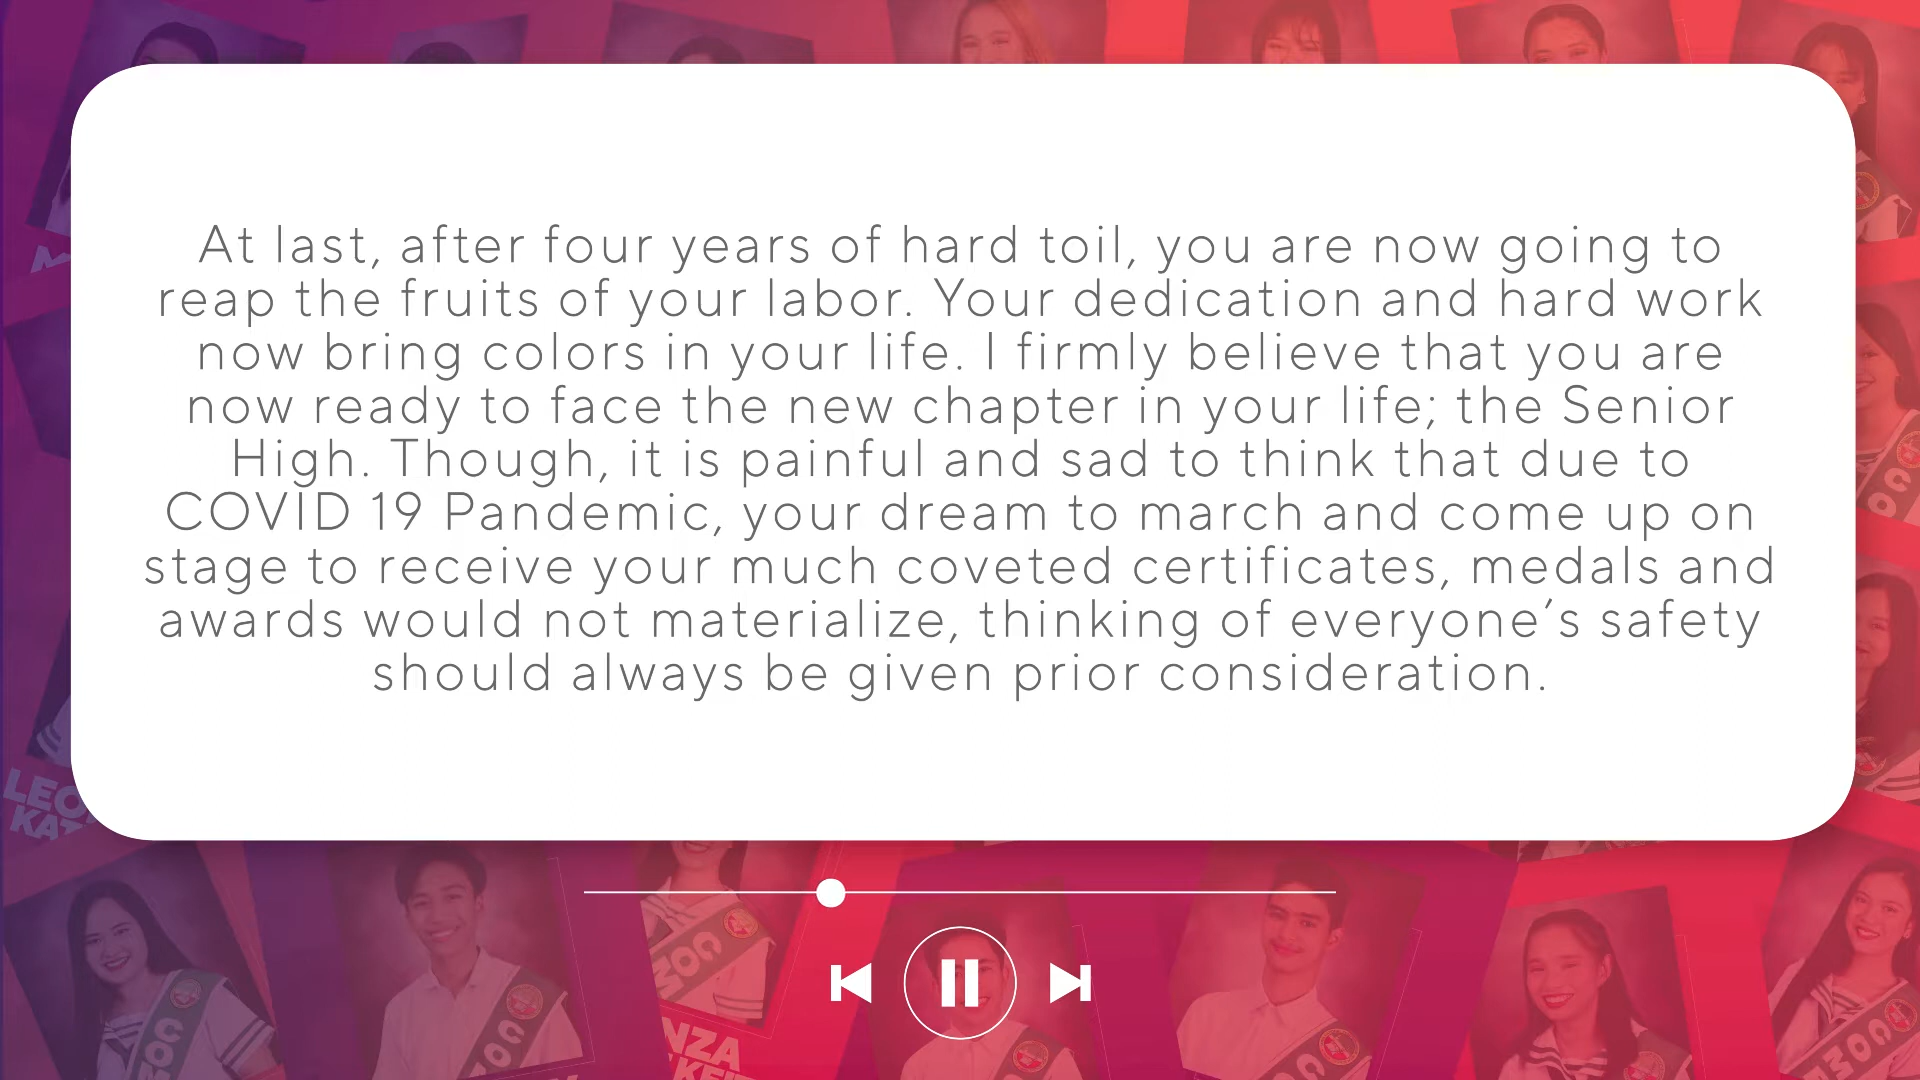 At last, after four years of hard toil, you are now going to
reap the fruits of your labor. Your dedication and hard work
now bring colors in your life. I firmly believe that you are
now ready to face the new chapter in your life; the Senior
High. Though, it is painful and sad to think that due to
COVID 19 Pandemic, your dream to march and come up on
stage to receive your much coveted certificates, medals and
awards would not materialize, thinking of everyone’s safety
should always be given prior consideration.